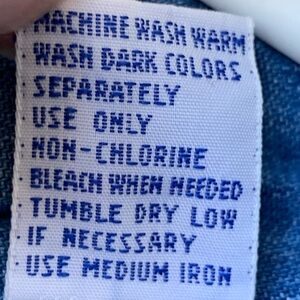 MACHINE WASH WARM
WASH DARK COLORS
SEPARATELY
USE ONLY
NON-CHLORINE
BLEACH WHEN NEEDED
TUMBLE DRY LOW
IF NECESSARY
USE MEDIUM IRON